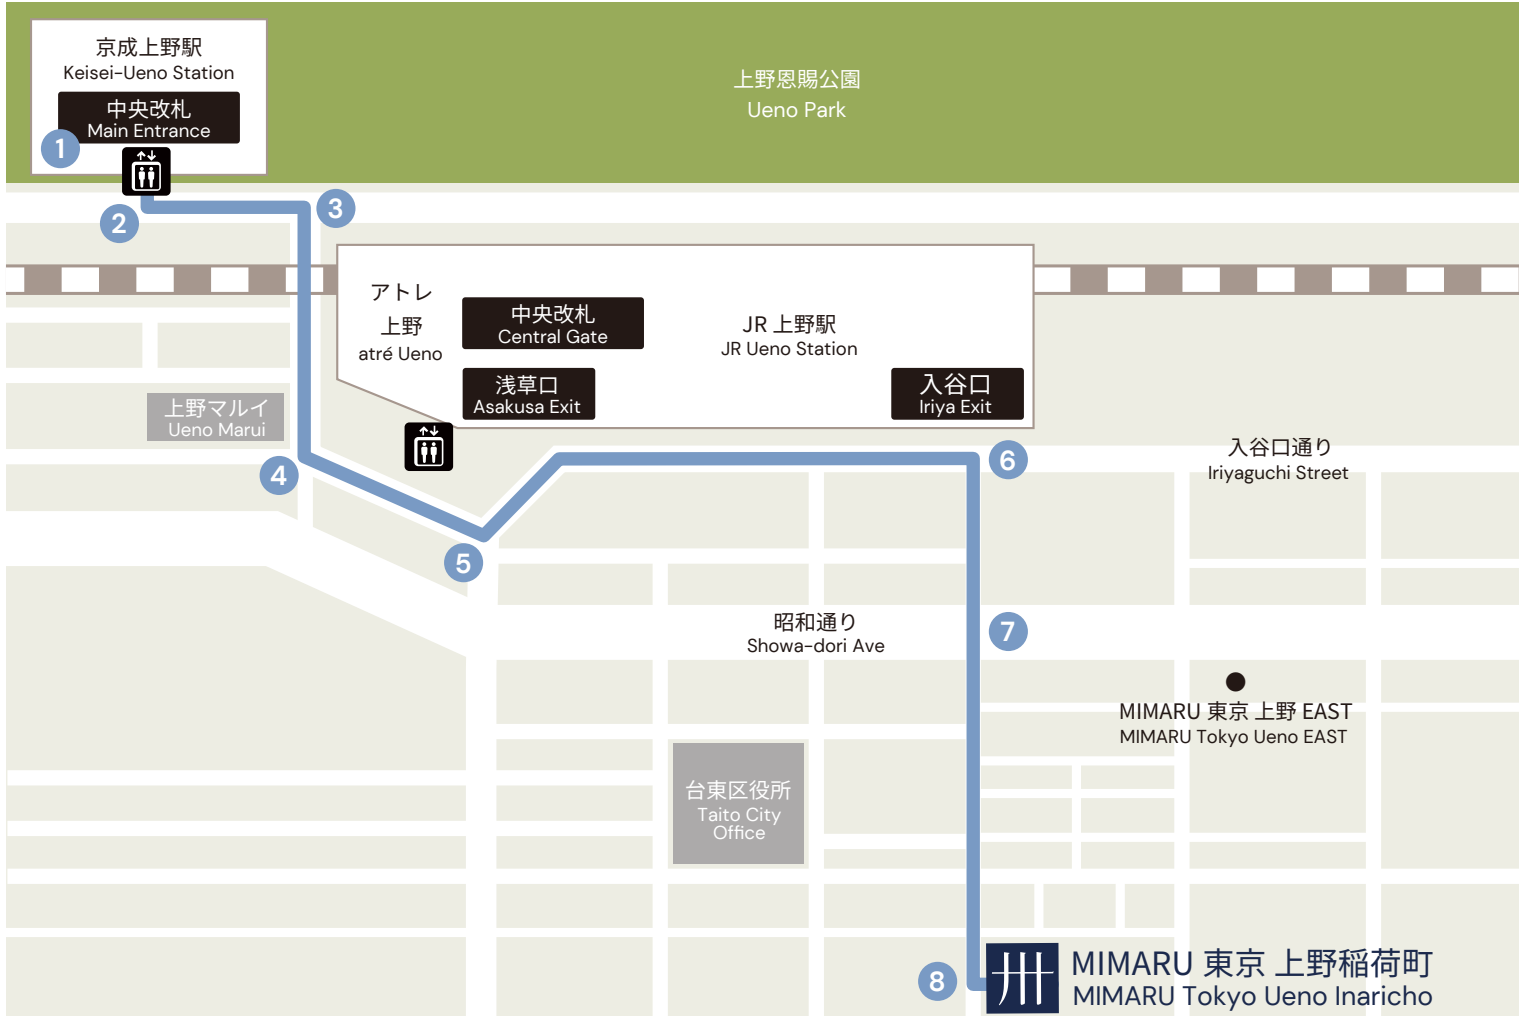 京成上野駅
Keisei-Ueno Station
中央改札
Main Entrance
1
2
3
上野恩賜公園
Ueno Park
アトレ
上野
atré Ueno
中央改札
Central Gate
浅草口
Asakusa Exit
JR 上野駅
JR Ueno Station
入谷口
Iriya Exit
上野マルイ
Ueno Marui
4
5
6
入谷口通り
Iriyaguchi Street
昭和通り
Showa-dori Ave
7
MIMARU 東京 上野 EAST
MIMARU Tokyo Ueno EAST
台東区役所
Taito City
Office
8
MIMARU 東京 上野稲荷町
MIMARU Tokyo Ueno Inaricho